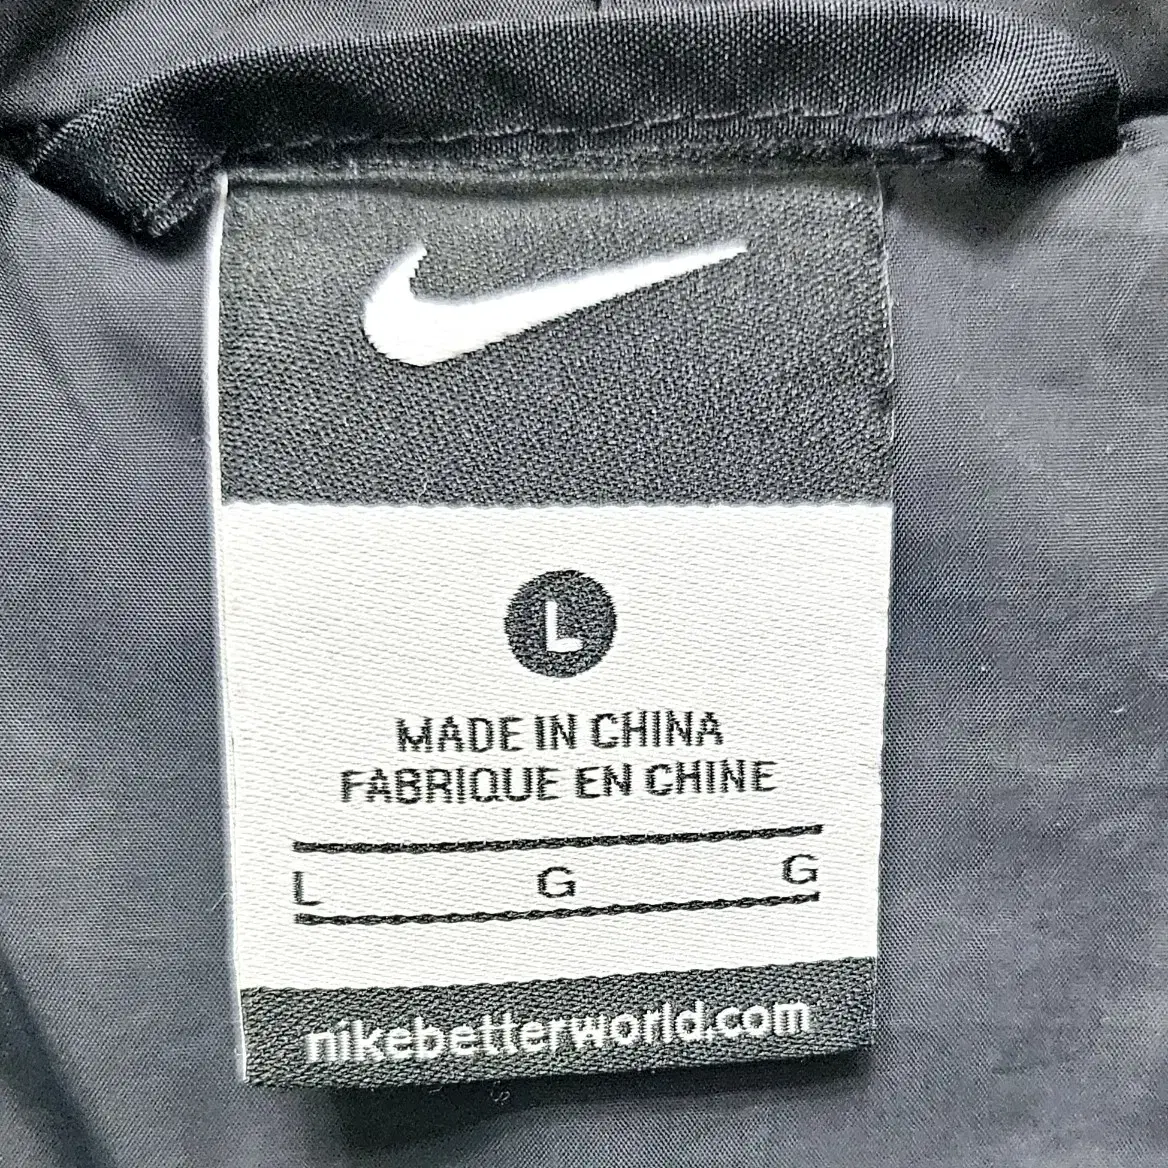 L
MADE IN CHINA
FABRIQUE EN CHINE
L G G
nikebetterworld.com